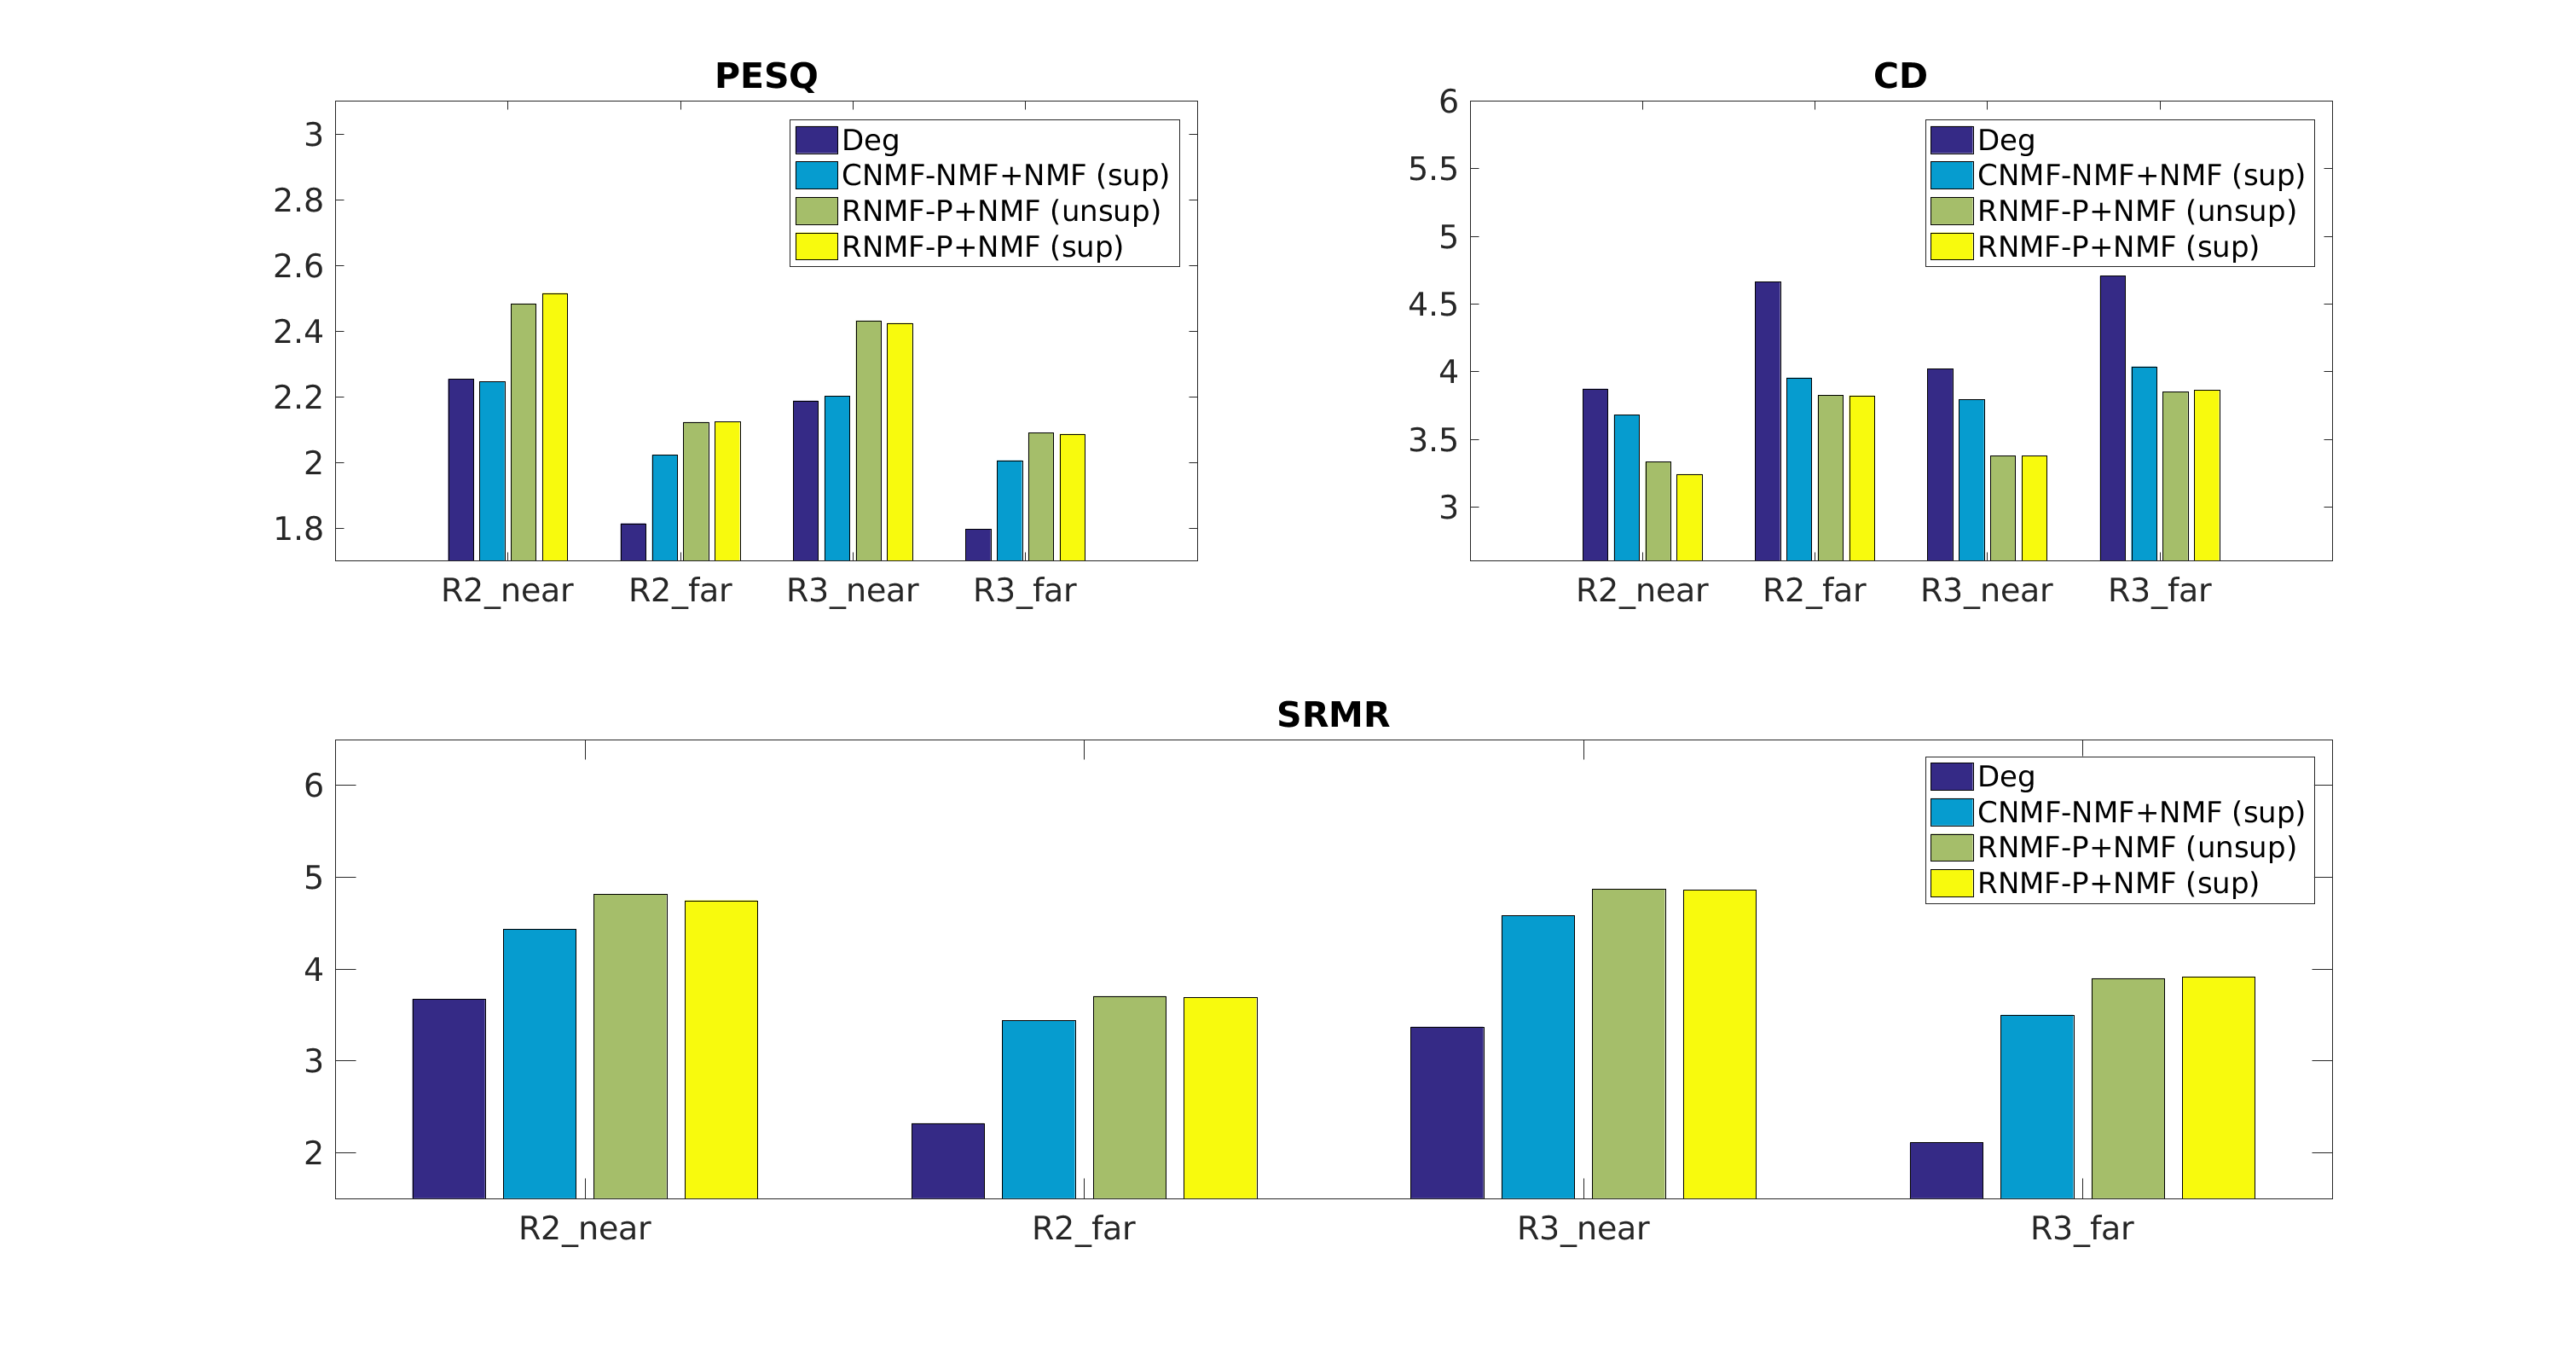 PESQ
3
2.8
2.6
2.4
2.2
2
1.8
Deg
CNMF-NMF+NMF (sup)
RNMF-P+NMF (unsup)
RNMF-P+NMF (sup)
R2_near R2_far R3_near R3_far
CD
6
5.5
5
4.5
4
3.5
3
Deg
CNMF-NMF+NMF (sup)
RNMF-P+NMF (unsup)
RNMF-P+NMF (sup)
R2_near R2_far R3_near R3_far
SRMR
6
5
4
3
2
Deg
CNMF-NMF+NMF (sup)
RNMF-P+NMF (unsup)
RNMF-P+NMF (sup)
R2_near R2_far R3_near R3_far